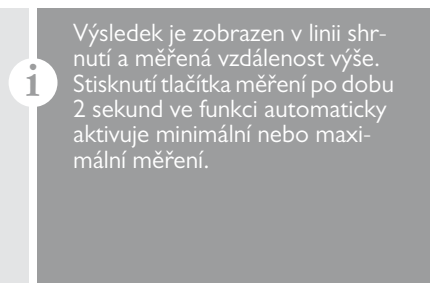 Výsledek je zobrazen v linii shr-
nutí a měřená vzdálenost výše.
Stisknutí tlačítka měření po dobu
2 sekund ve funkci automaticky
aktivuje minimální nebo maxi-
mální měření.
i